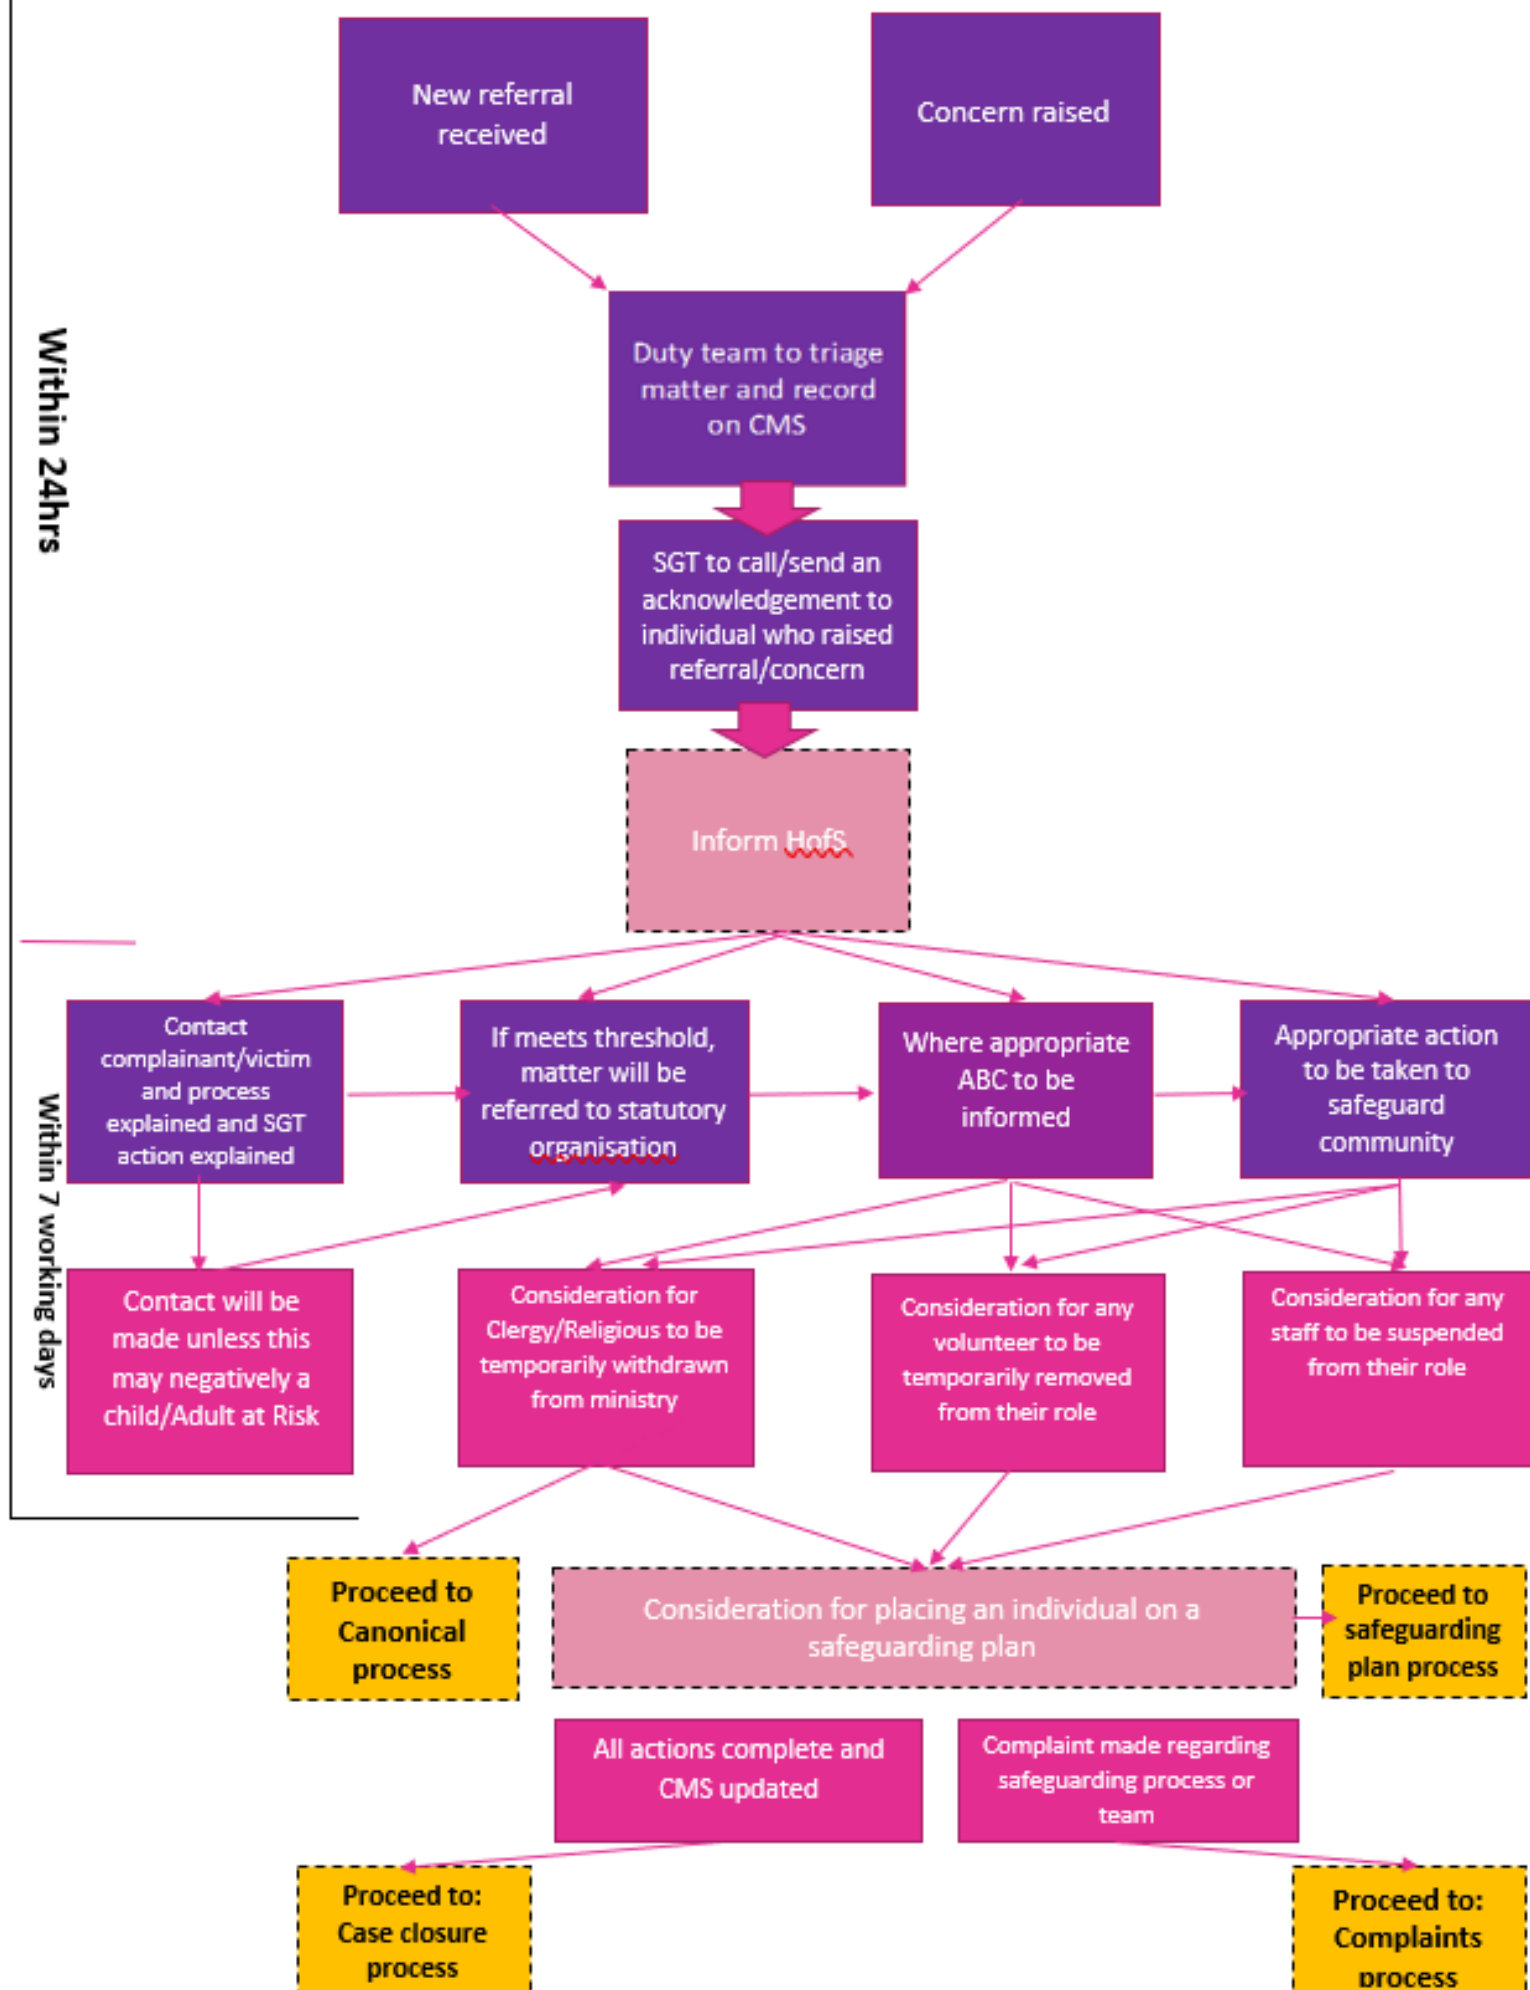 New referral
received
Concern raised
Within 24hrs
Duty team to triage
matter and record
on CMS
SGT to call/send an
acknowledgement to
individual who raised
referral/concern
Inform HofS
Within 7 working days
Contact
complainant/victim
and process
explained and SGT
action explained
If meets threshold,
matter will be
referred to statutory
organisation
Where appropriate
ABC to be
informed
Appropriate action
to be taken to
safeguard
community
Contact will be
made unless this
may negatively a
child/Adult at Risk
Consideration for
Clergy/Religious to be
temporarily withdrawn
from ministry
Consideration for any
volunteer to be
temporarily removed
from their role
Consideration for any
staff to be suspended
from their role
Proceed to
Canonical
process
Consideration for placing an individual on a
safeguarding plan
Proceed to
safeguarding
plan process
All actions complete and
CMS updated
Complaint made regarding
safeguarding process or
team
Proceed to:
Case closure
process
Proceed to:
Complaints
process